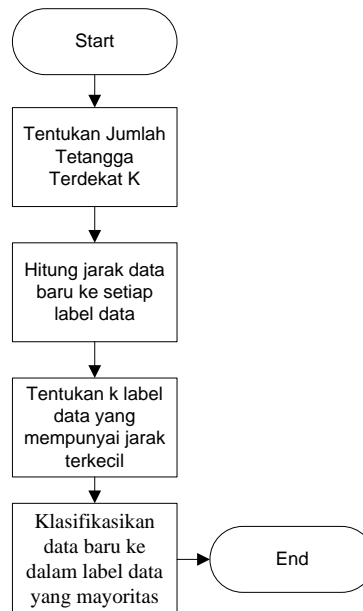 Start
Tentukan Jumlah
Tetangga
Terdekat K
Hitung jarak data
baru ke setiap
label data
Tentukan k label
data yang
mempunyai jarak
terkecil
Klasifikasikan
data baru ke
dalam label data
yang mayoritas
End